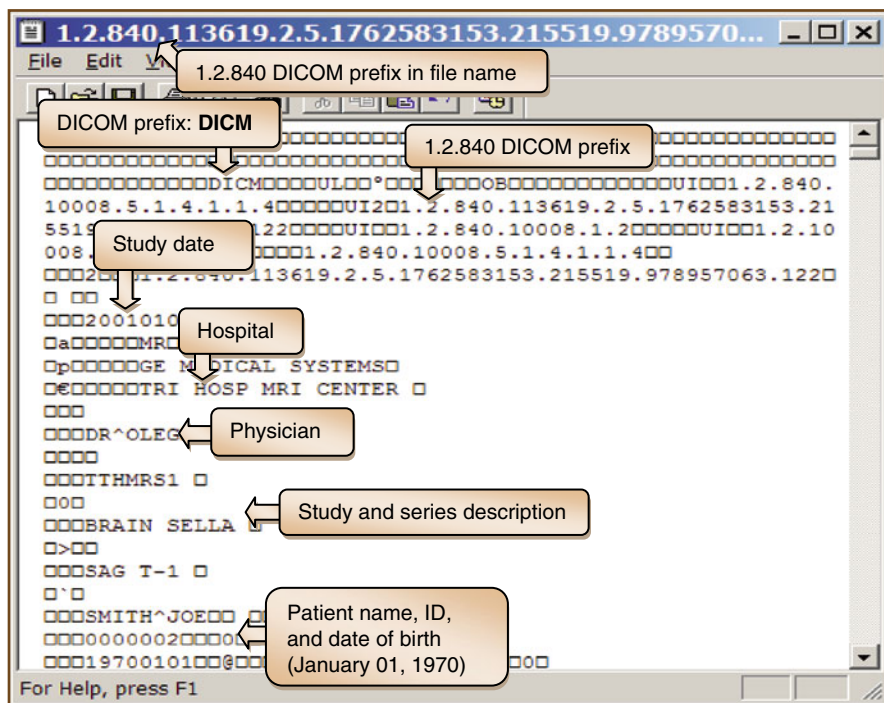 1.2.840.113619.2.5.1762583153.215519.9789570...
File Edit
1.2.840 DICOM prefix in file name
DICOM prefix: DICM
1.2.840 DICOM prefix
□□□□□□□□□□□□DICM□□□□UL□□°□□ □□□OB□□□□□□□□□□□□UI□□1.2.840.
10008.5.1.4.1.1.4□□□□□UI2□1.2.840.113619.2.5.1762583153.21
5519 122□□□□UI□□1.2.840.10008.1.2□□□□□UI□□1.2.10
Study date
008. □□□□1.2.840.10008.5.1.4.1.1.4□□
□□□2□ 1.2.840.113619.2.5.1762583153.215519.978957063.122□
□ □□
□□□2001010
Hospital
□a□□□□□MR
□p□□□□□GE MEDICAL SYSTEMS□
□€□□□□□TRI HOSP MRI CENTER □
□□□
□□□DR^OLEG
Physician
□□□□
□□□TTHMRS1 □
□0□
Study and series description
□□□BRAIN SELLA □
□>□□
□□□SAG T-1 □
□`□
□□□SMITH^JOE□□ □
□□□0000002□□□0
□□□19700101□□@□□ 0□
Patient name, ID,
and date of birth
(January 01, 1970)
For Help, press F1